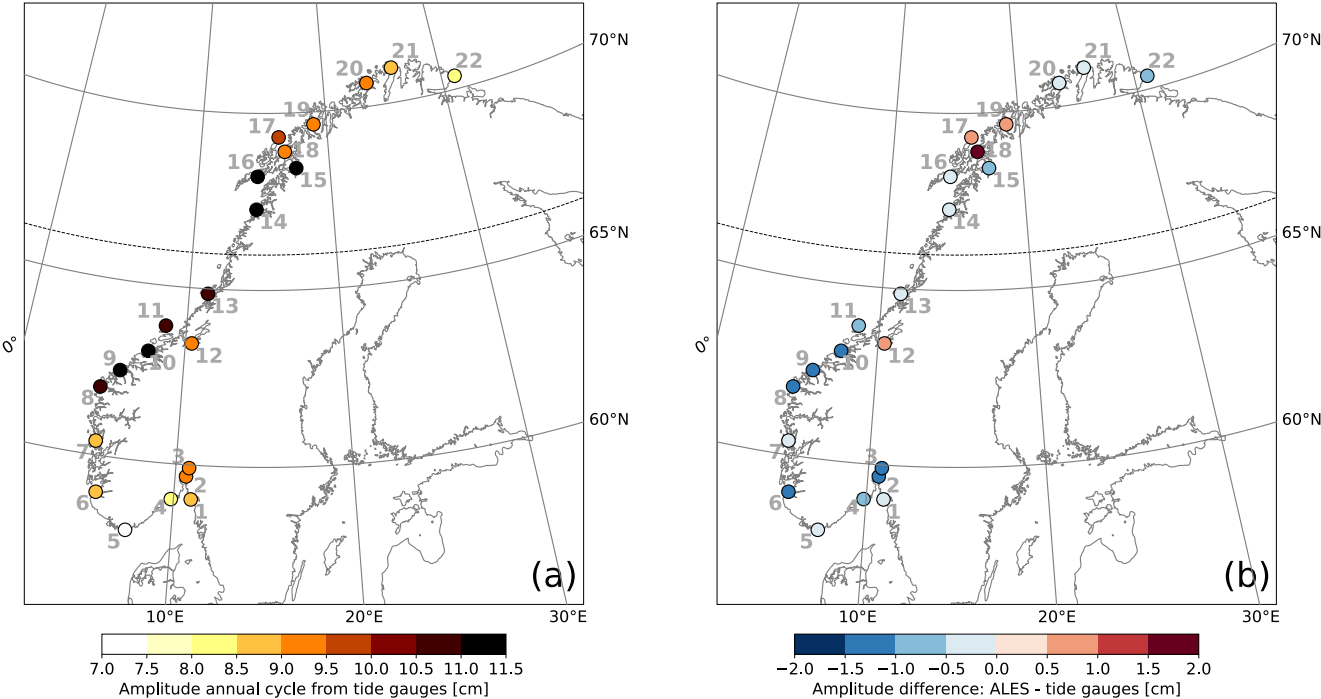 70°N
65°N
60°N
0°
10°E
20°E
30°E
1
2
3
4
5
6
7
8
9
10
11
12
13
14
15
16
17
18
19
20
21
22
(a)
7.0 7.5 8.0 8.5 9.0 9.5 10.0 10.5 11.0 11.5
Amplitude annual cycle from tide gauges [cm]
70°N
65°N
60°N
0°
10°E
20°E
30°E
1
2
3
4
5
6
7
8
9
10
11
12
13
14
15
16
17
18
19
20
21
22
(b)
−2.0 −1.5 −1.0 −0.5 0.0 0.5 1.0 1.5 2.0
Amplitude difference: ALES - tide gauges [cm]